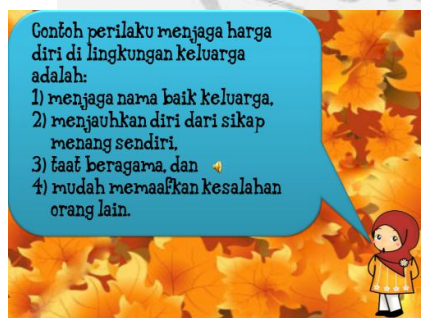 Contoh perilaku menjaga harga
diri di lingkungan keluarga
adalah:
1) menjaga nama baik keluarga,
2) menjauhkan diri dari sikap
menang sendiri,
3) taat beragama, dan
4) mudah memaafkan kesalahan
orang lain.